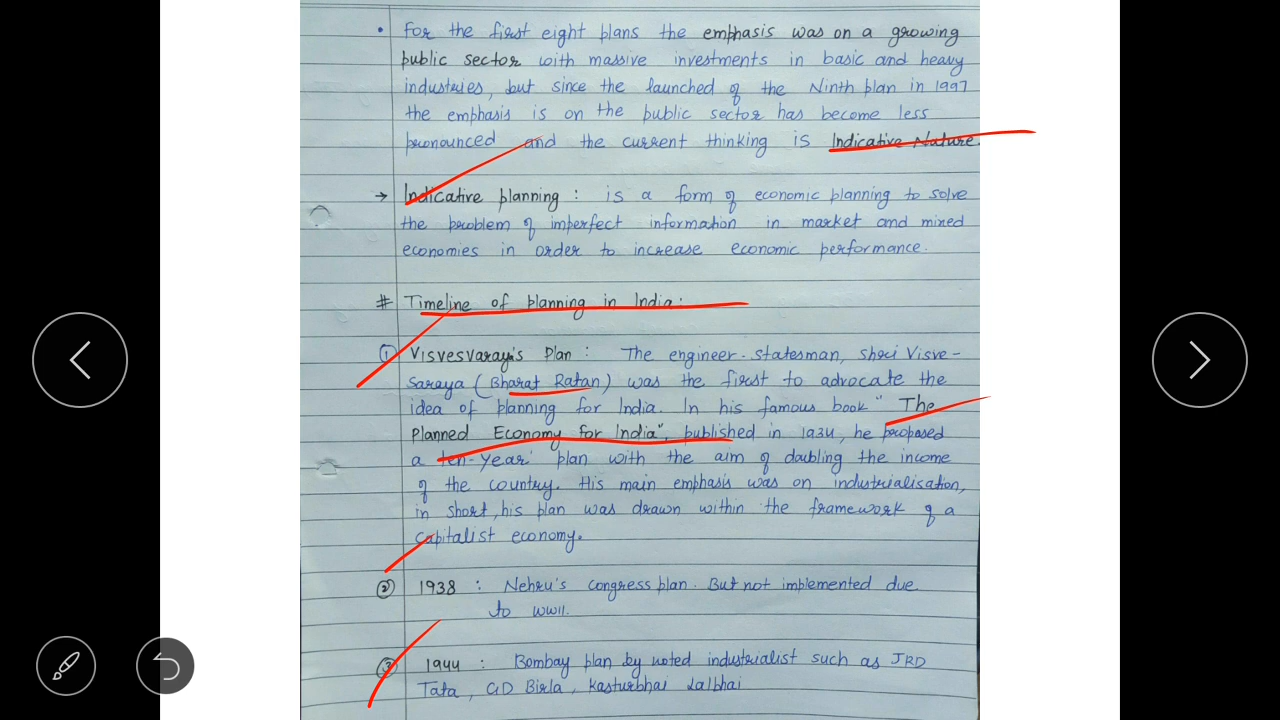 • For the first eight plans the emphasis was on a growing
public sector with massive investments in basic and heavy
industries, but since the launched of the Ninth plan in 1997
the emphasis is on the public sector has become less
pronounced and the current thinking is Indicative Nature.
→ Indicative planning : is a form of economic planning to solve
the problem of imperfect information in market and mixed
economies in order to increase economic performance.
# Timeline of planning in India:
① Visvesvaray's Plan : The engineer-statesman, shri Visve-
saraya (Bharat Ratan) was the first to advocate the
idea of planning for India. In his famous book "The
Planned Economy for India", published in 1934, he proposed
a ten-year plan with the aim of doubling the income
of the country. His main emphasis was on industrialisation,
in short, his plan was drawn within the framework of a
capitalist economy.
② 1938 : Nehru's congress plan. But not implemented due
to WWII.
③ 1944 : Bombay plan by noted industrialist such as JRD
Tata, GD Birla, Kasturbhai Lalbhai